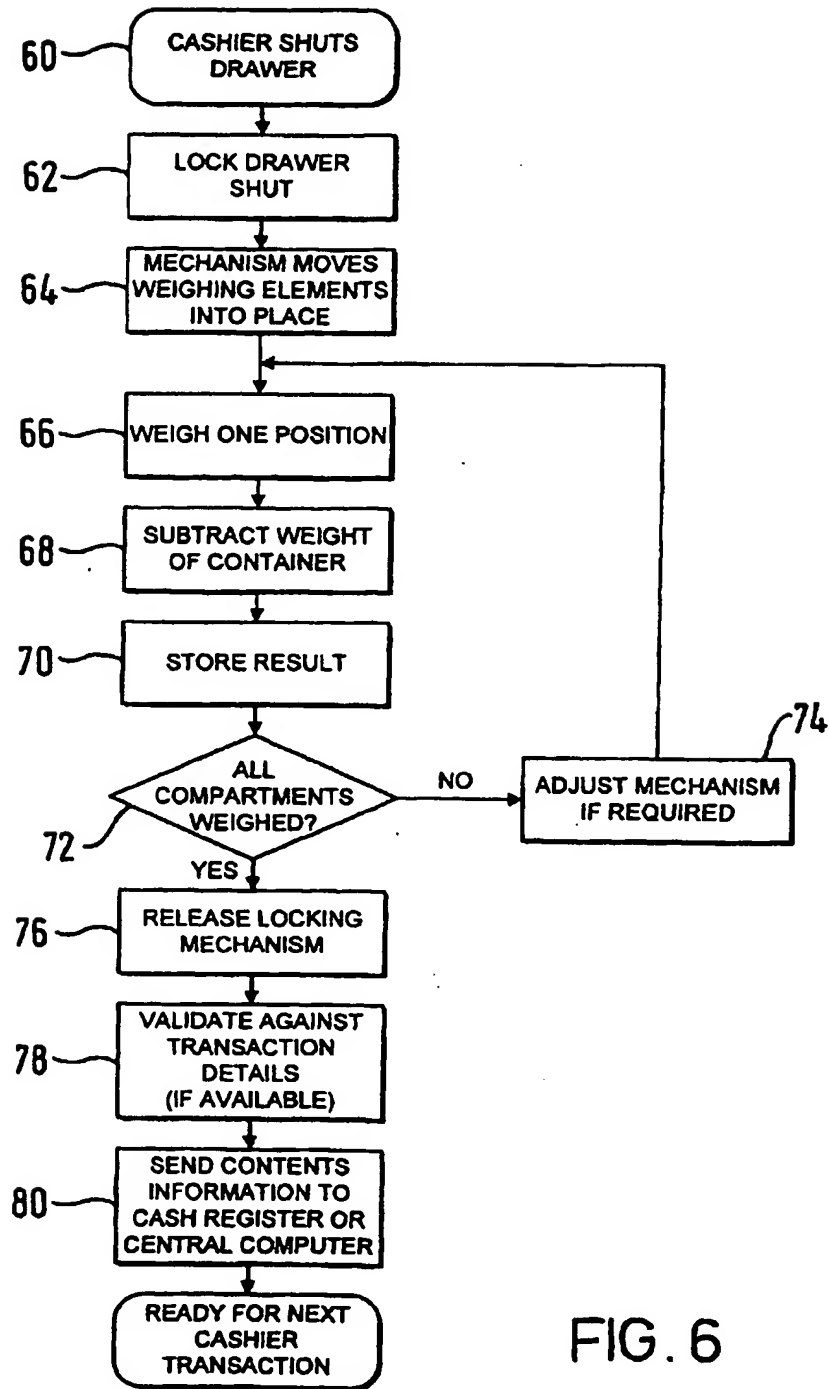 60
CASHIER SHUTS
DRAWER
62
LOCK DRAWER
SHUT
64
MECHANISM MOVES
WEIGHING ELEMENTS
INTO PLACE
66
WEIGH ONE POSITION
68
SUBTRACT WEIGHT
OF CONTAINER
70
STORE RESULT
72
ALL
COMPARTMENTS
WEIGHED?
NO
74
ADJUST MECHANISM
IF REQUIRED
YES
76
RELEASE LOCKING
MECHANISM
78
VALIDATE AGAINST
TRANSACTION
DETAILS
(IF AVAILABLE)
80
SEND CONTENTS
INFORMATION TO
CASH REGISTER OR
CENTRAL COMPUTER
READY FOR NEXT
CASHIER
TRANSACTION
FIG. 6